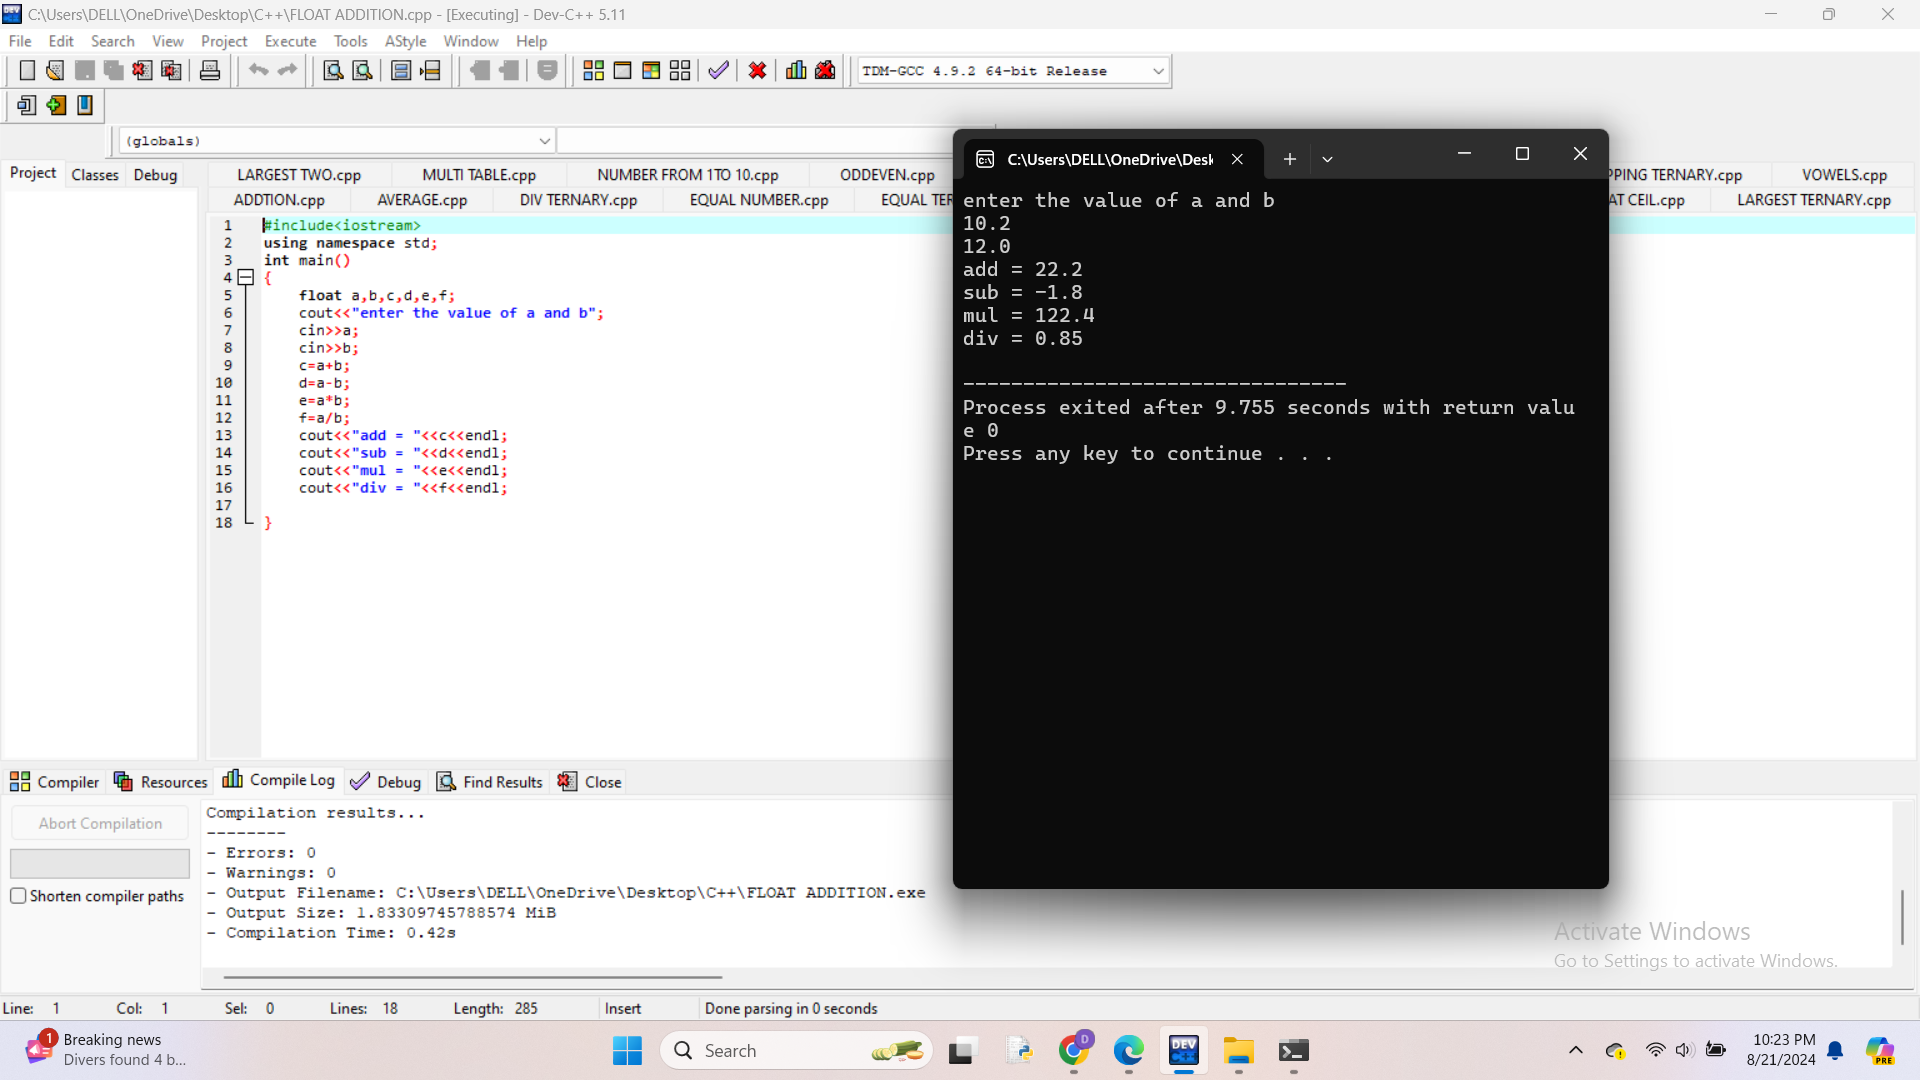 C:\Users\DELL\OneDrive\Desktop\C++\FLOAT ADDITION.cpp - [Executing] - Dev-C++ 5.11
File Edit Search View Project Execute Tools AStyle Window Help
TDM-GCC 4.9.2 64-bit Release
(globals)
Project Classes Debug
LARGEST TWO.cpp MULTI TABLE.cpp NUMBER FROM 1TO 10.cpp ODDEVEN.cpp PPING TERNARY.cpp VOWELS.cpp
ADDTION.cpp AVERAGE.cpp DIV TERNARY.cpp EQUAL NUMBER.cpp EQUAL TER AT CEIL.cpp LARGEST TERNARY.cpp
1 #include<iostream>
2 using namespace std;
3 int main()
4 {
5 float a,b,c,d,e,f;
6 cout<<"enter the value of a and b";
7 cin>>a;
8 cin>>b;
9 c=a+b;
10 d=a-b;
11 e=a*b;
12 f=a/b;
13 cout<<"add = "<<c<<endl;
14 cout<<"sub = "<<d<<endl;
15 cout<<"mul = "<<e<<endl;
16 cout<<"div = "<<f<<endl;
17
18 }
C:\Users\DELL\OneDrive\Desk
enter the value of a and b
10.2
12.0
add = 22.2
sub = -1.8
mul = 122.4
div = 0.85
--------------------------------
Process exited after 9.755 seconds with return valu
e 0
Press any key to continue . . .
Compiler Resources Compile Log Debug Find Results Close
Abort Compilation
Shorten compiler paths
Compilation results...
--------
- Errors: 0
- Warnings: 0
- Output Filename: C:\Users\DELL\OneDrive\Desktop\C++\FLOAT ADDITION.exe
- Output Size: 1.83309745788574 MiB
- Compilation Time: 0.42s
Activate Windows
Go to Settings to activate Windows.
Line: 1 Col: 1 Sel: 0 Lines: 18 Length: 285 Insert Done parsing in 0 seconds
1
Breaking news
Divers found 4 b...
Search
D
DEV
10:23 PM
8/21/2024
PRE